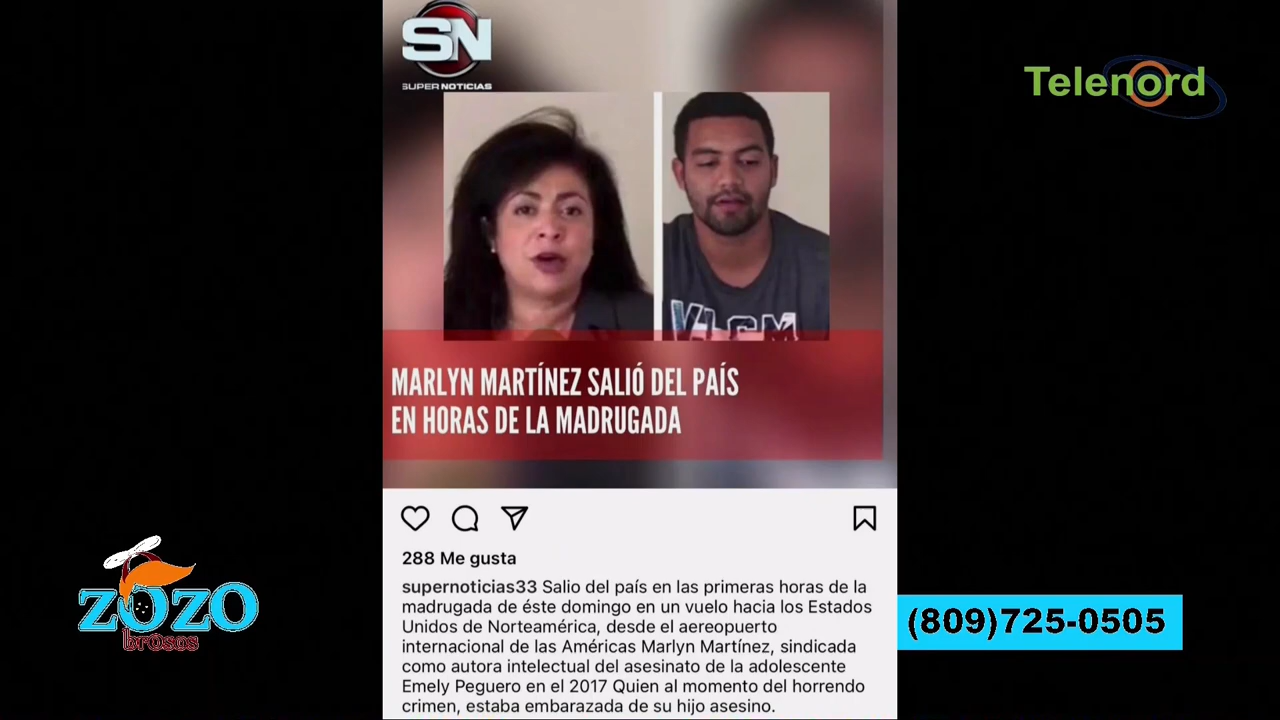 SN
SUPER NOTICIAS
Telenord
MARLYN MARTÍNEZ SALIÓ DEL PAÍS
EN HORAS DE LA MADRUGADA
288 Me gusta
supernoticias33 Salio del país en las primeras horas de la
madrugada de éste domingo en un vuelo hacia los Estados
Unidos de Norteamérica, desde el aereopuerto
internacional de las Américas Marlyn Martínez, sindicada
como autora intelectual del asesinato de la adolescente
Emely Peguero en el 2017 Quien al momento del horrendo
crimen, estaba embarazada de su hijo asesino.
zozo
brosos
(809)725-0505